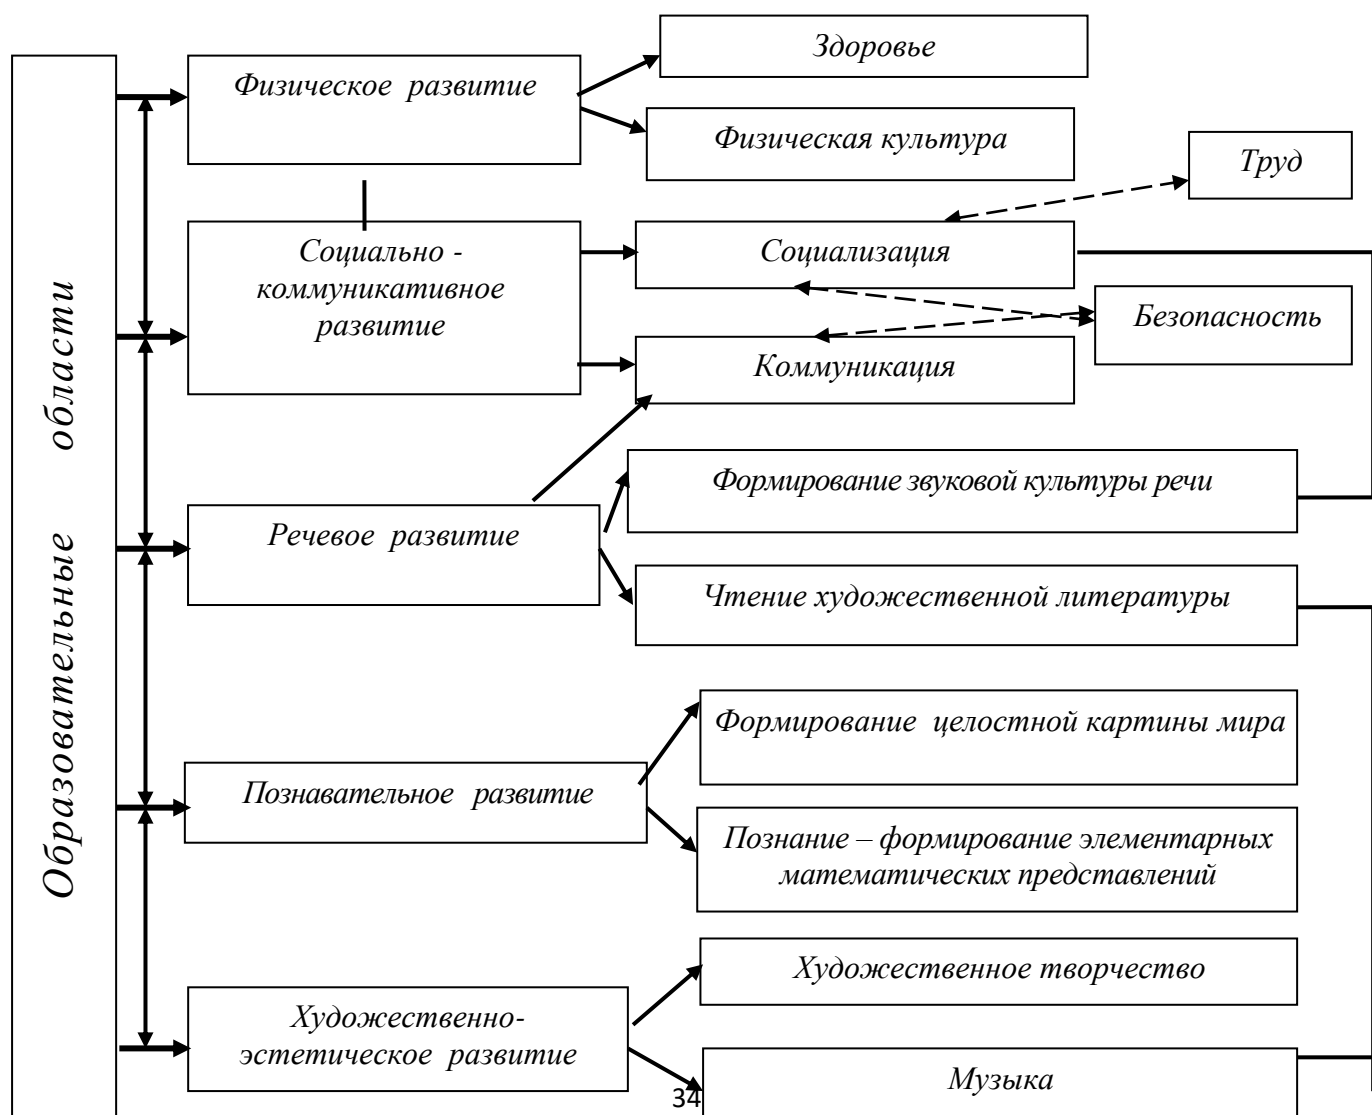 Образовательные области
Здоровье
Физическое развитие
Физическая культура
Труд
Социально -
коммуникативное
развитие
Социализация
Безопасность
Коммуникация
Формирование звуковой культуры речи
Речевое развитие
Чтение художественной литературы
Формирование целостной картины мира
Познавательное развитие
Познание – формирование элементарных
математических представлений
Художественное творчество
Художественно-
эстетическое развитие
Музыка
34